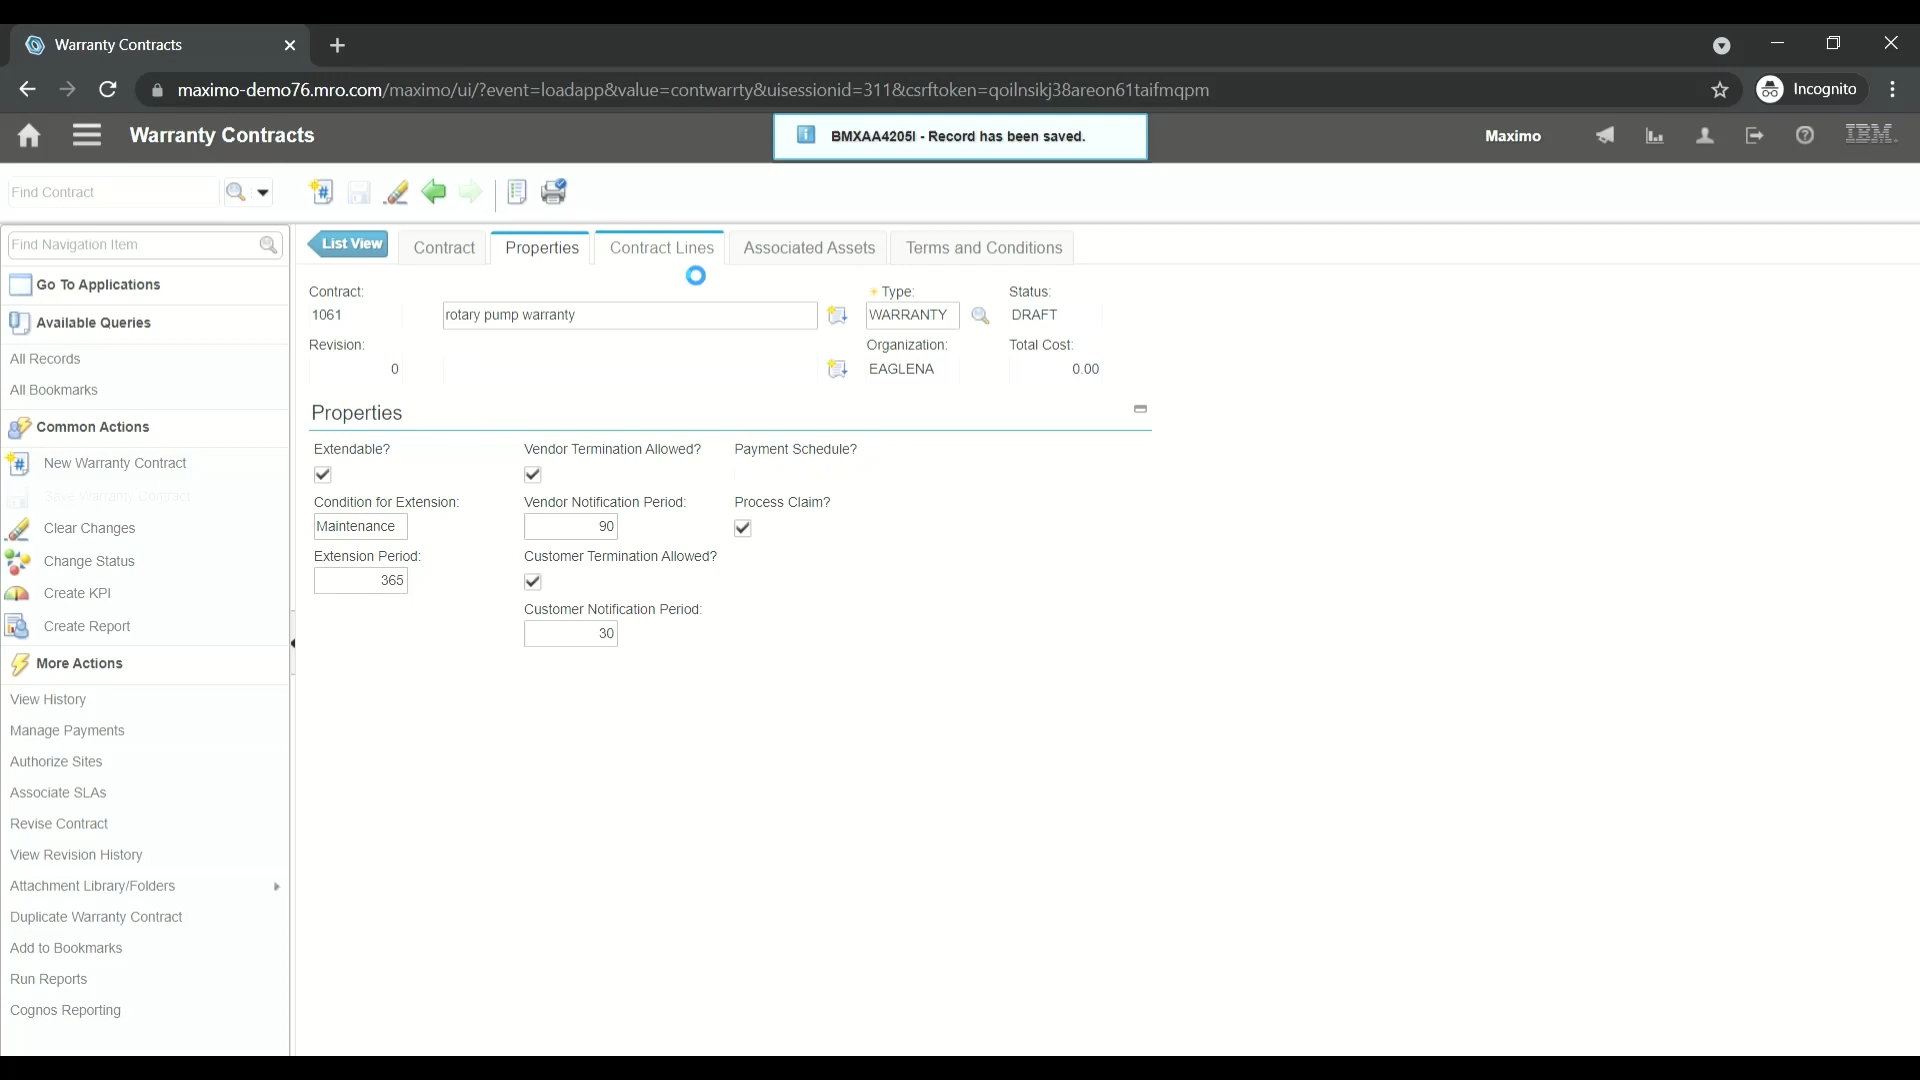 Warranty Contracts
maximo-demo76.mro.com/maximo/ui/?event=loadapp&value=contwarrty&uisessionid=311&csrftoken=qoilnsikj38areon61taifmqpm
Incognito
Warranty Contracts
BMXAA4205I - Record has been saved.
Maximo
IBM.
Find Contract
Find Navigation Item
Go To Applications
Available Queries
All Records
All Bookmarks
Common Actions
New Warranty Contract
Save Warranty Contract
Clear Changes
Change Status
Create KPI
Create Report
More Actions
View History
Manage Payments
Authorize Sites
Associate SLAs
Revise Contract
View Revision History
Attachment Library/Folders
Duplicate Warranty Contract
Add to Bookmarks
Run Reports
Cognos Reporting
List View
Contract
Properties
Contract Lines
Associated Assets
Terms and Conditions
Contract:
1061
rotary pump warranty
Type:
WARRANTY
Status:
DRAFT
Revision:
0
Organization:
EAGLENA
Total Cost:
0.00
Properties
Extendable?
Condition for Extension:
Maintenance
Extension Period:
365
Vendor Termination Allowed?
Vendor Notification Period:
90
Customer Termination Allowed?
Customer Notification Period:
30
Payment Schedule?
Process Claim?